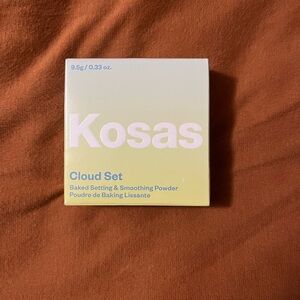 9.5g / 0.33 oz.
Kosas
Cloud Set
Baked Setting & Smoothing Powder
Poudre de Baking Lissante